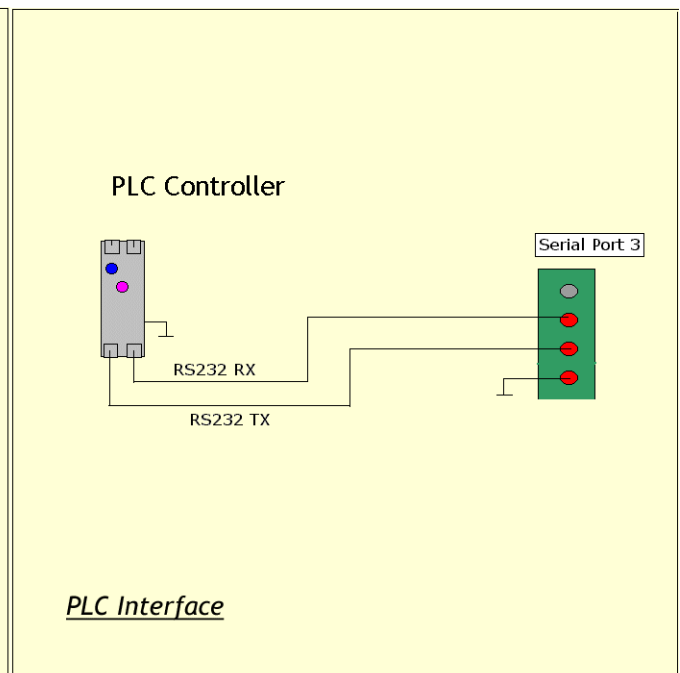 PLC Controller
Serial Port 3
RS232 RX
RS232 TX
PLC Interface